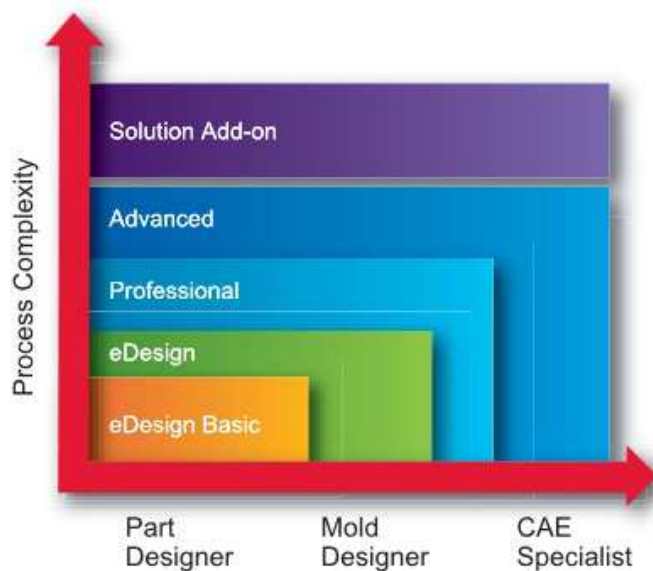 Process Complexity
Solution Add-on
Advanced
Professional
eDesign
eDesign Basic
Part
Designer
Mold
Designer
CAE
Specialist